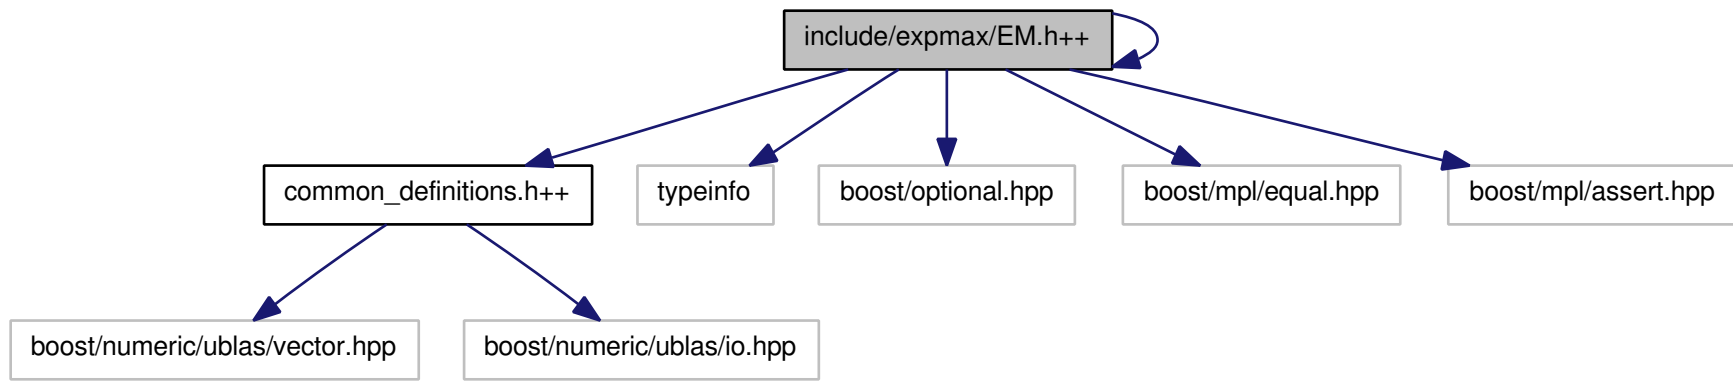 include/expmax/EM.h++
common_definitions.h++
typeinfo
boost/optional.hpp
boost/mpl/equal.hpp
boost/mpl/assert.hpp
boost/numeric/ublas/vector.hpp
boost/numeric/ublas/io.hpp